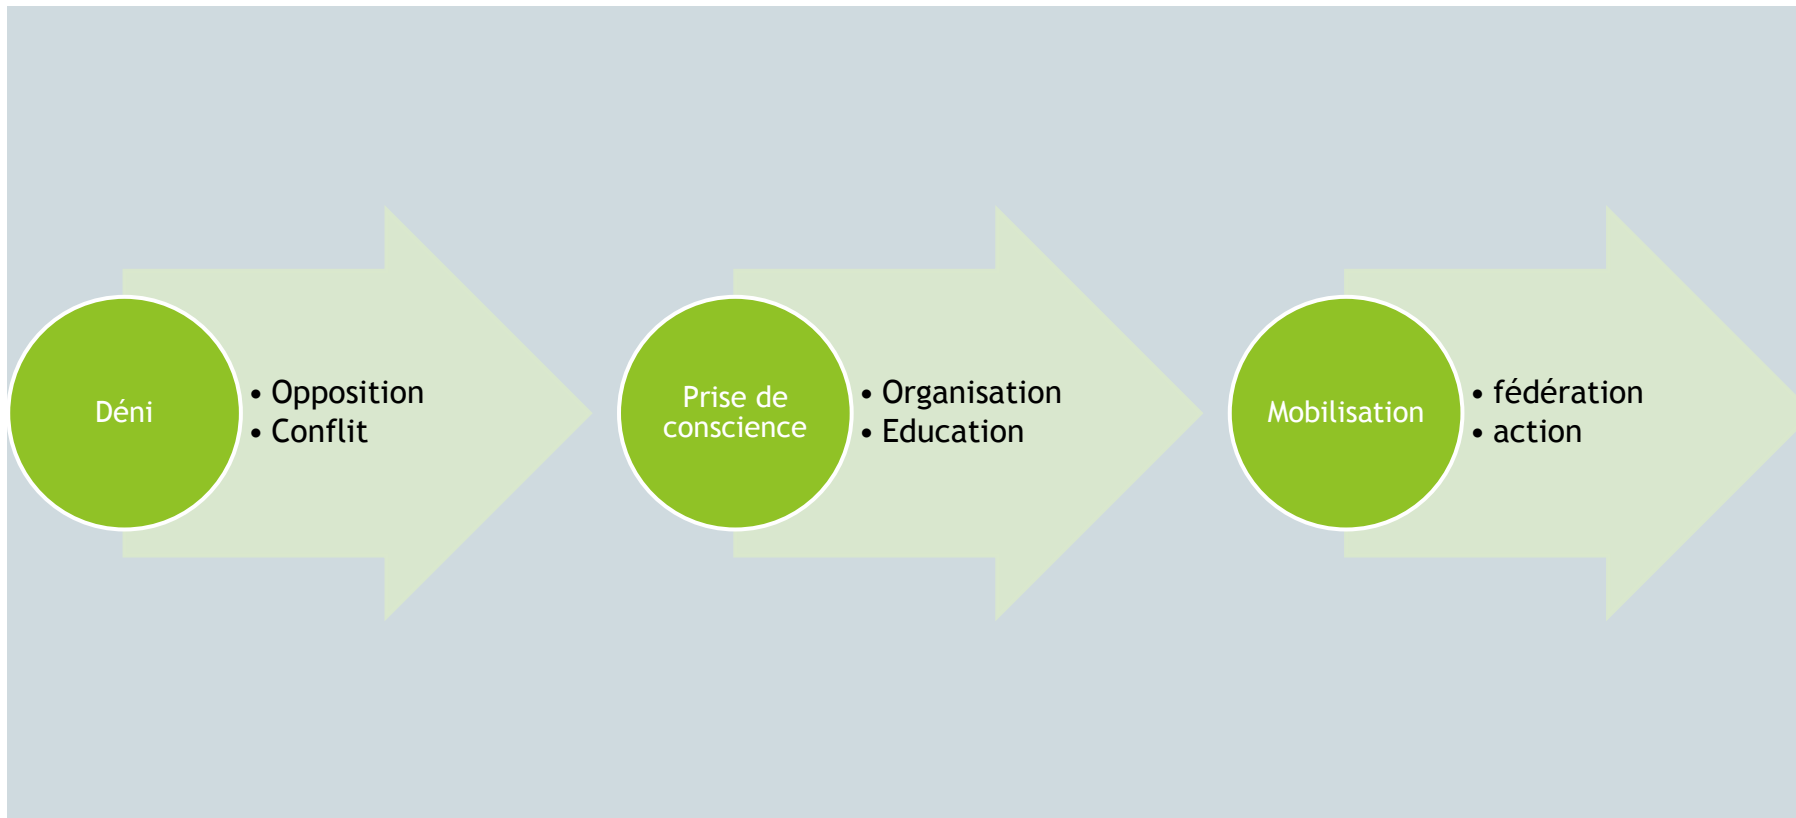 Déni
• Opposition
• Conflit
Prise de
conscience
• Organisation
• Education
Mobilisation
• fédération
• action